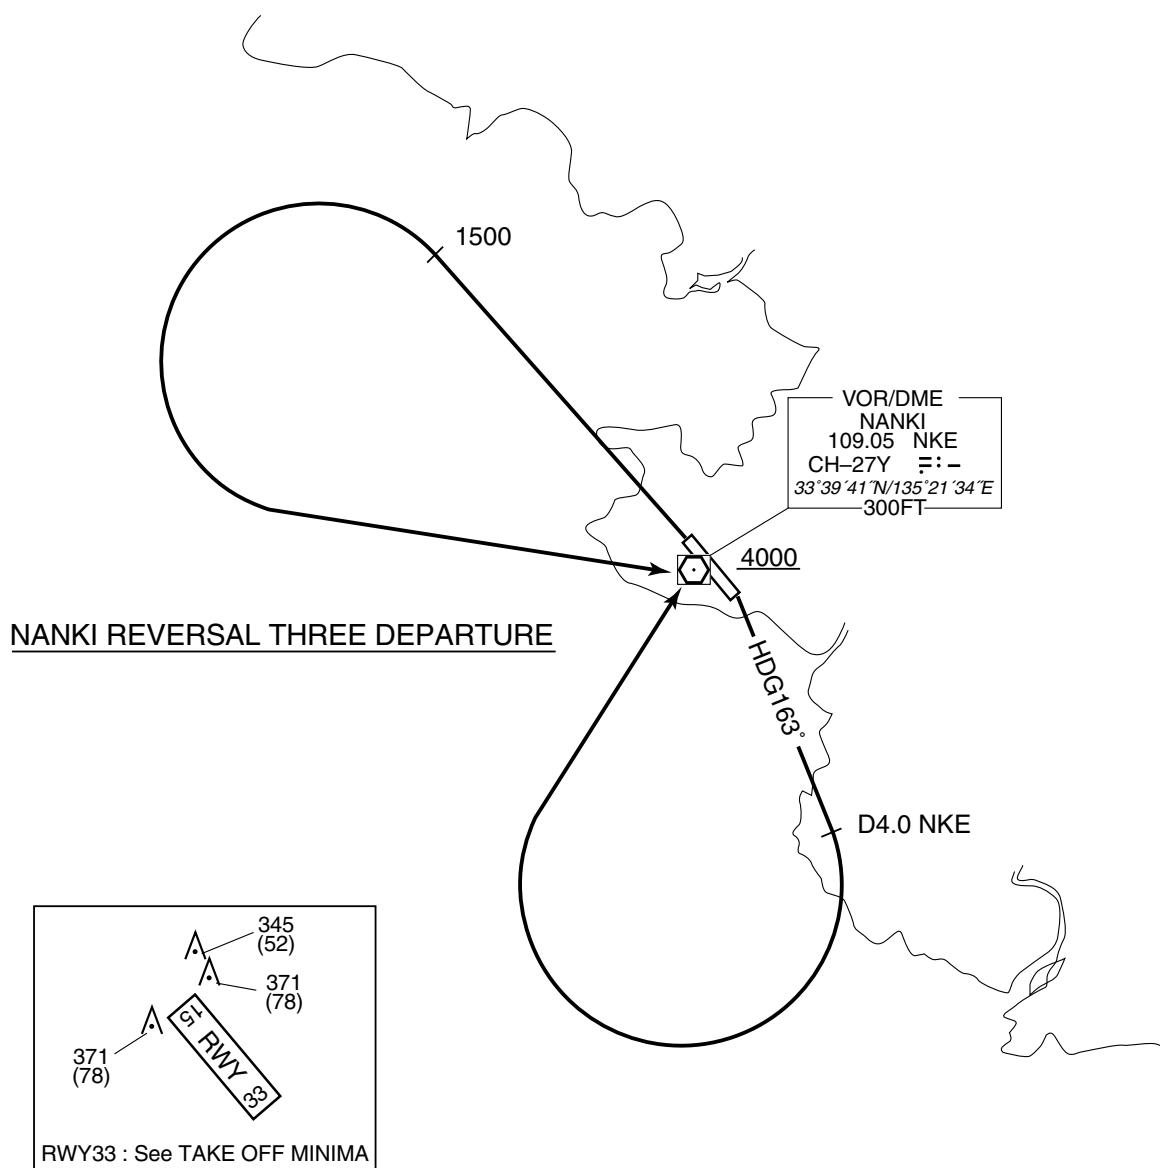 1500
VOR/DME
NANKI
109.05 NKE
CH–27Y
33°39´41˝N/135°21´34˝E
300FT
4000
NANKI REVERSAL THREE DEPARTURE
HDG163°
D4.0 NKE
345
(52)
371
(78)
371
(78)
15 RWY 33
RWY33 : See TAKE OFF MINIMA